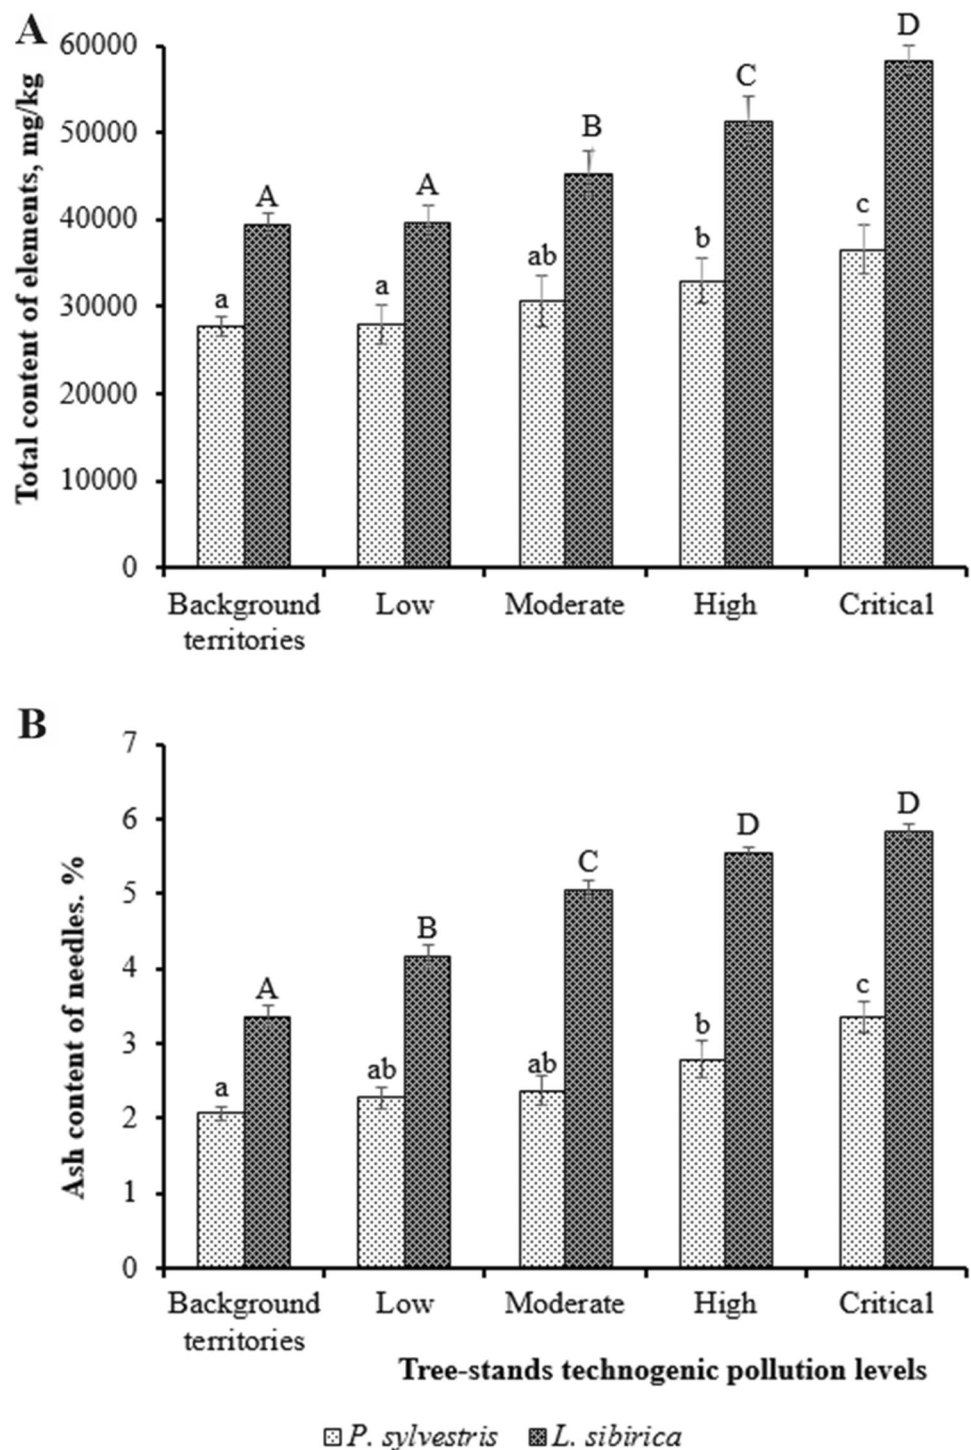 A
Total content of elements, mg/kg
60000
50000
40000
30000
20000
10000
0
a
A
a
A
ab
B
b
C
c
D
Background
territories
Low
Moderate
High
Critical
B
Ash content of needles. %
7
6
5
4
3
2
1
0
a
A
ab
B
ab
C
b
D
c
D
Background
territories
Low
Moderate
High
Critical
Tree-stands technogenic pollution levels
P. sylvestris
L. sibirica